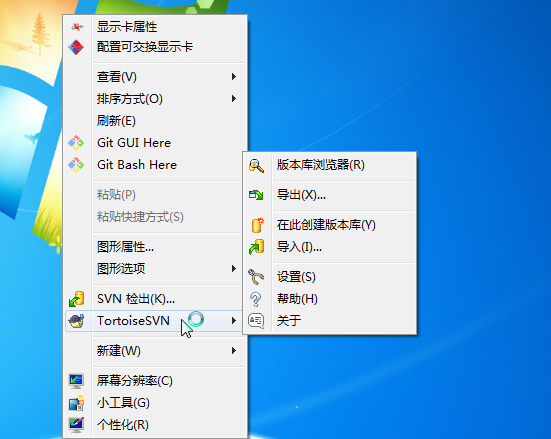 显示卡属性
配置可交换显示卡
查看(V)
排序方式(O)
刷新(E)
Git GUI Here
Git Bash Here
粘贴(P)
粘贴快捷方式(S)
图形属性...
图形选项
SVN 检出(K)...
TortoiseSVN
新建(W)
屏幕分辨率(C)
小工具(G)
个性化(R)
版本库浏览器(R)
导出(X)...
在此创建版本库(Y)
导入(I)...
设置(S)
帮助(H)
关于